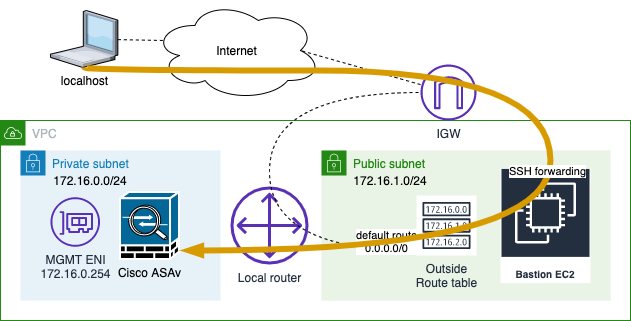 Internet
localhost
IGW
VPC
Private subnet
172.16.0.0/24
Public subnet
172.16.1.0/24
SSH forwarding
172.16.0.0
172.16.1.0
172.16.2.0
default route
0.0.0.0/0
MGMT ENI
172.16.0.254
Cisco ASAv
Local router
Outside
Route table
Bastion EC2